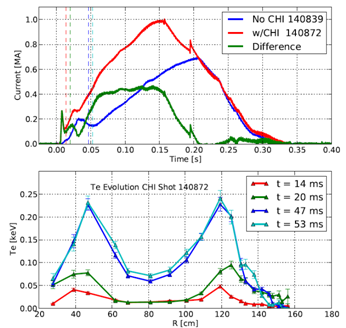 Current [MA]
1.0
0.8
0.6
0.4
0.2
0.0
No CHI 140839
w/CHI 140872
Difference
0.00 0.05 0.10 0.15 0.20 0.25 0.30 0.35 0.40
Time [s]
Te Evolution CHI Shot 140872
Te [keV]
0.25
0.20
0.15
0.10
0.05
0.00
t = 14 ms
t = 20 ms
t = 47 ms
t = 53 ms
20 40 60 80 100 120 140 160 180
R [cm]